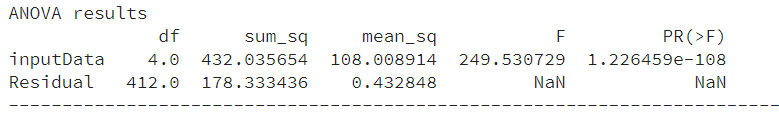 ANOVA results
df sum_sq mean_sq F PR(>F)
inputData 4.0 432.035654 108.008914 249.530729 1.226459e-108
Residual 412.0 178.333436 0.432848 NaN NaN
--------------------------------------------------------------------------------